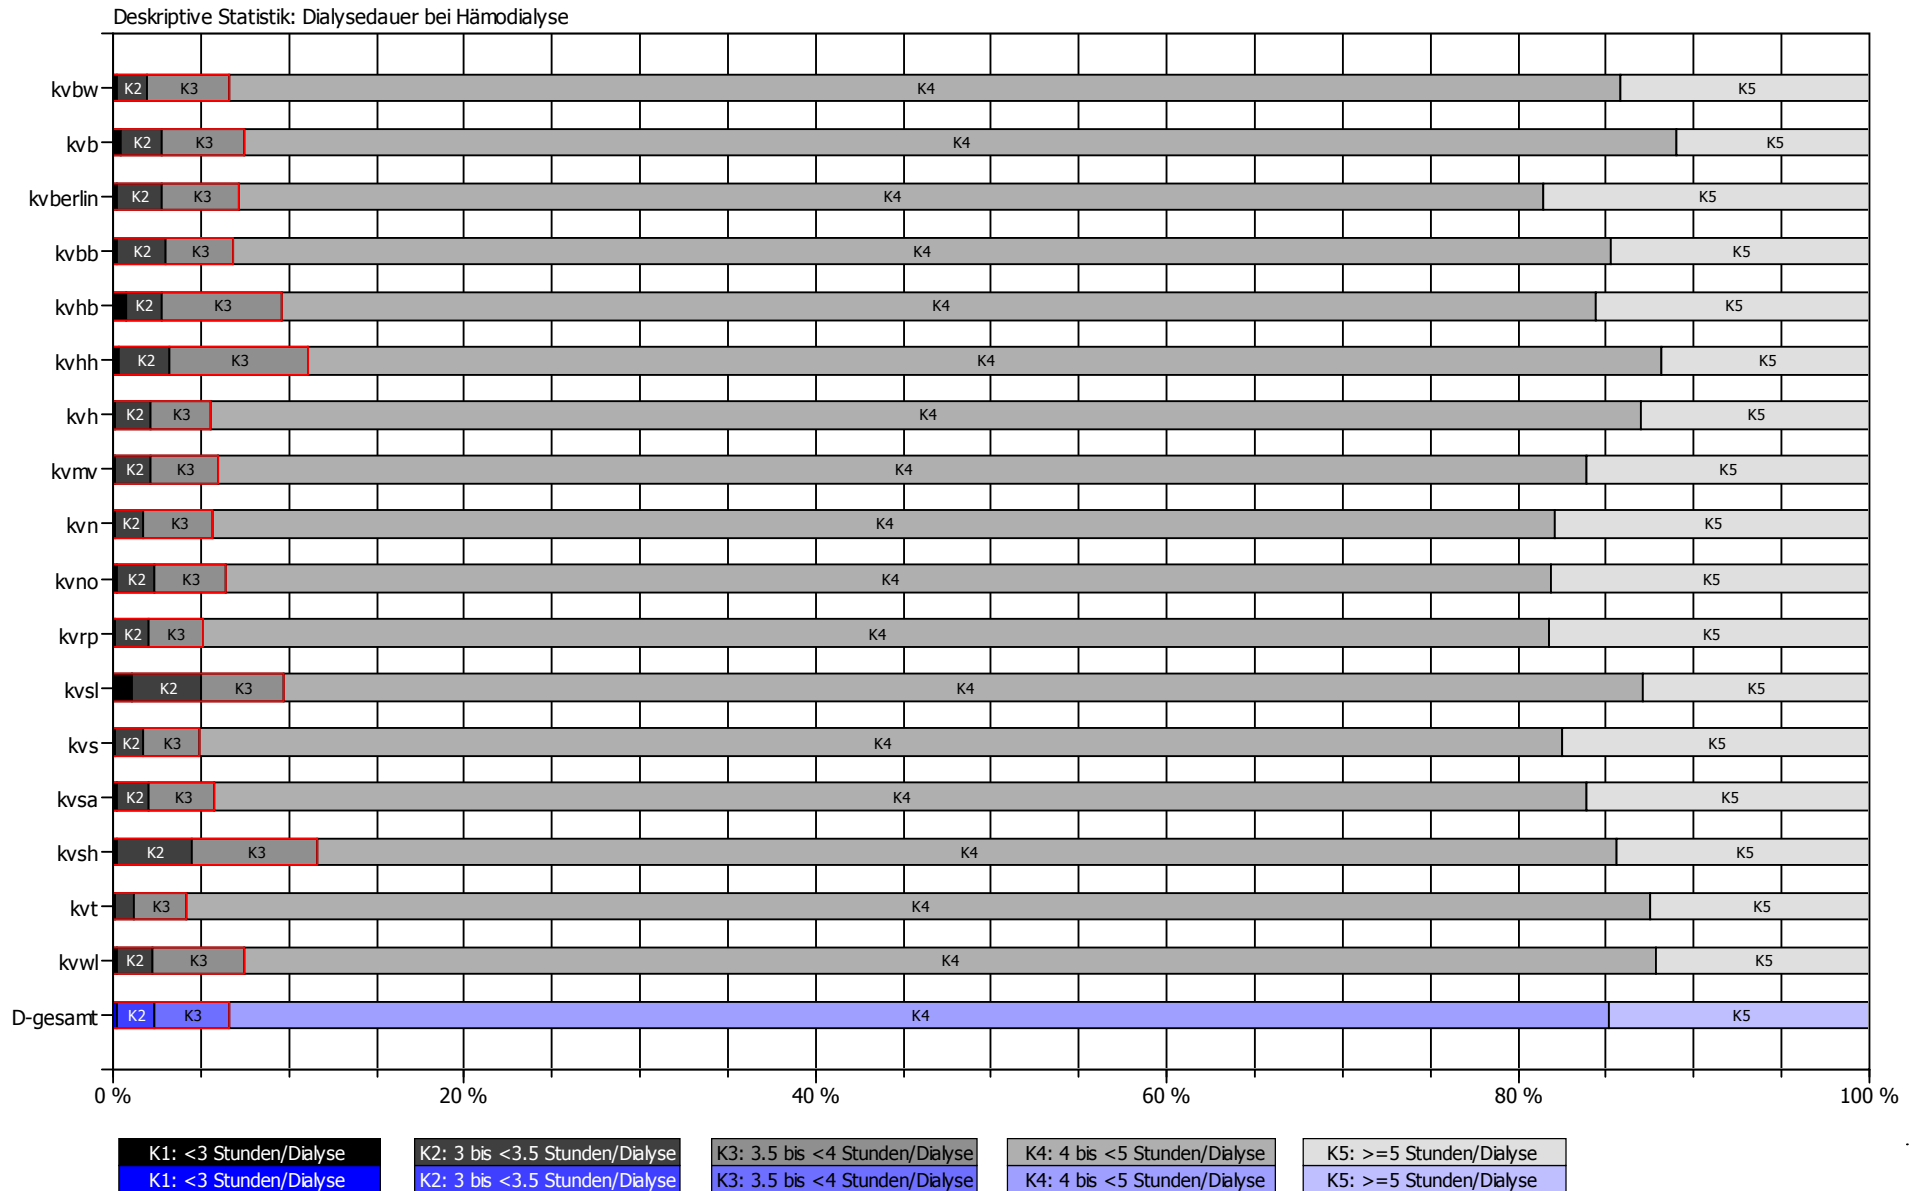 Deskriptive Statistik: Dialysedauer bei Hämodialyse
kvbw K2 K3 K4 K5
kvb K2 K3 K4 K5
kvberlin K2 K3 K4 K5
kvbb K2 K3 K4 K5
kvhb K2 K3 K4 K5
kvhh K2 K3 K4 K5
kvh K2 K3 K4 K5
kvmv K2 K3 K4 K5
kvn K2 K3 K4 K5
kvno K2 K3 K4 K5
kvrp K2 K3 K4 K5
kvsl K2 K3 K4 K5
kvs K2 K3 K4 K5
kvsa K2 K3 K4 K5
kvsh K2 K3 K4 K5
kvt K3 K4 K5
kvwl K2 K3 K4 K5
D-gesamt K2 K3 K4 K5
0 % 20 % 40 % 60 % 80 % 100 %
K1: <3 Stunden/Dialyse K2: 3 bis <3.5 Stunden/Dialyse K3: 3.5 bis <4 Stunden/Dialyse K4: 4 bis <5 Stunden/Dialyse K5: >=5 Stunden/Dialyse
K1: <3 Stunden/Dialyse K2: 3 bis <3.5 Stunden/Dialyse K3: 3.5 bis <4 Stunden/Dialyse K4: 4 bis <5 Stunden/Dialyse K5: >=5 Stunden/Dialyse